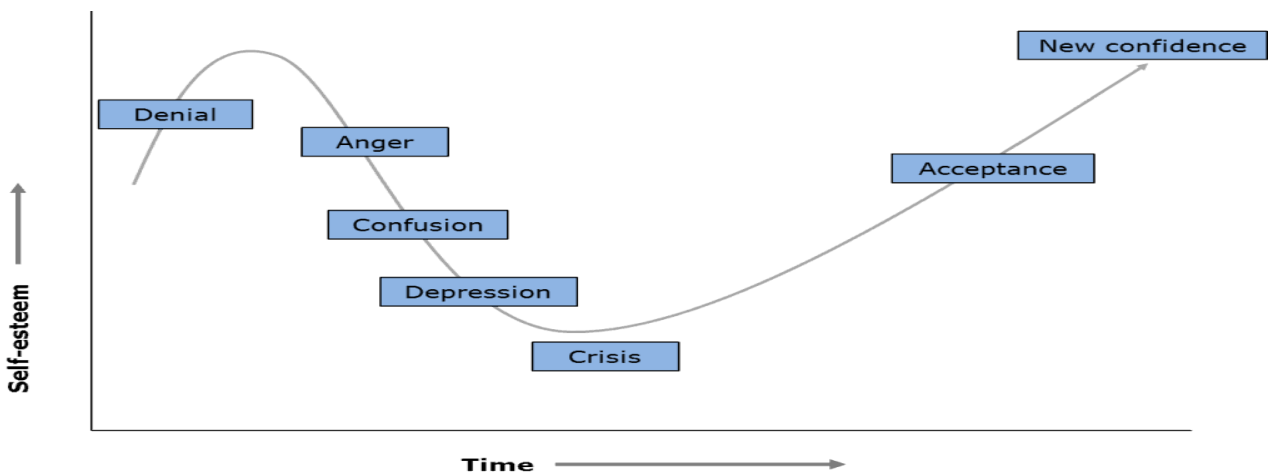 New confidence
Denial
Anger
Acceptance
Confusion
Depression
Crisis
Self-esteem
Time